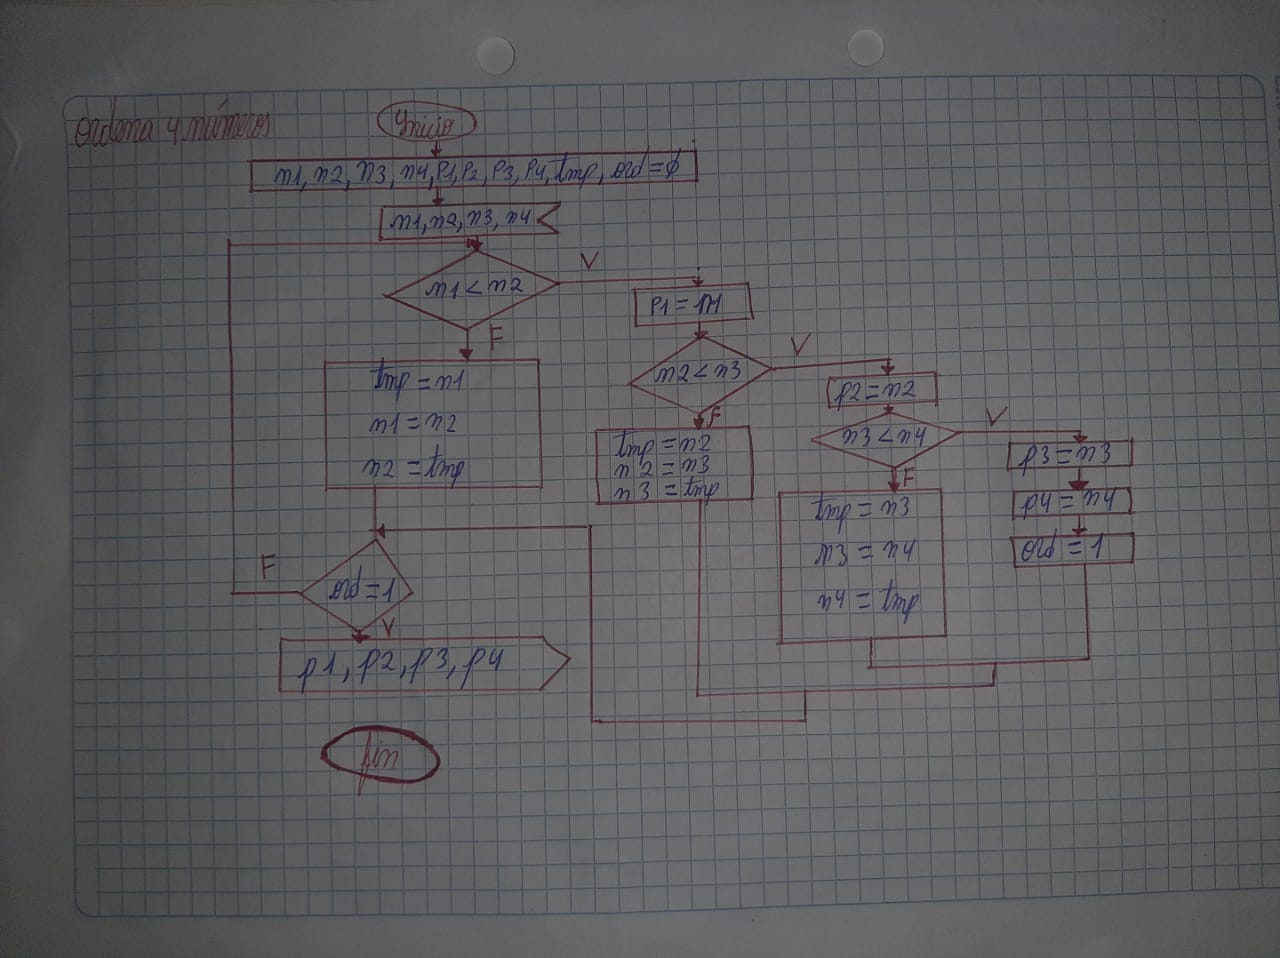 Ordena 4 números
Inicio
n1, n2, n3, n4, P1, P2, P3, P4, tmp, ord=ϕ
n1, n2, n3, n4
n1 < n2
V
F
P1 = n1
n2 < n3
V
F
p2=n2
n3 < n4
V
F
p3=n3
p4 = n4
ord = 1
tmp = n1
n1 = n2
n2 = tmp
tmp = n2
n2 = n3
n3 = tmp
tmp = n3
n3 = n4
n4 = tmp
ord=1
F
V
p1, p2, p3, p4
fin